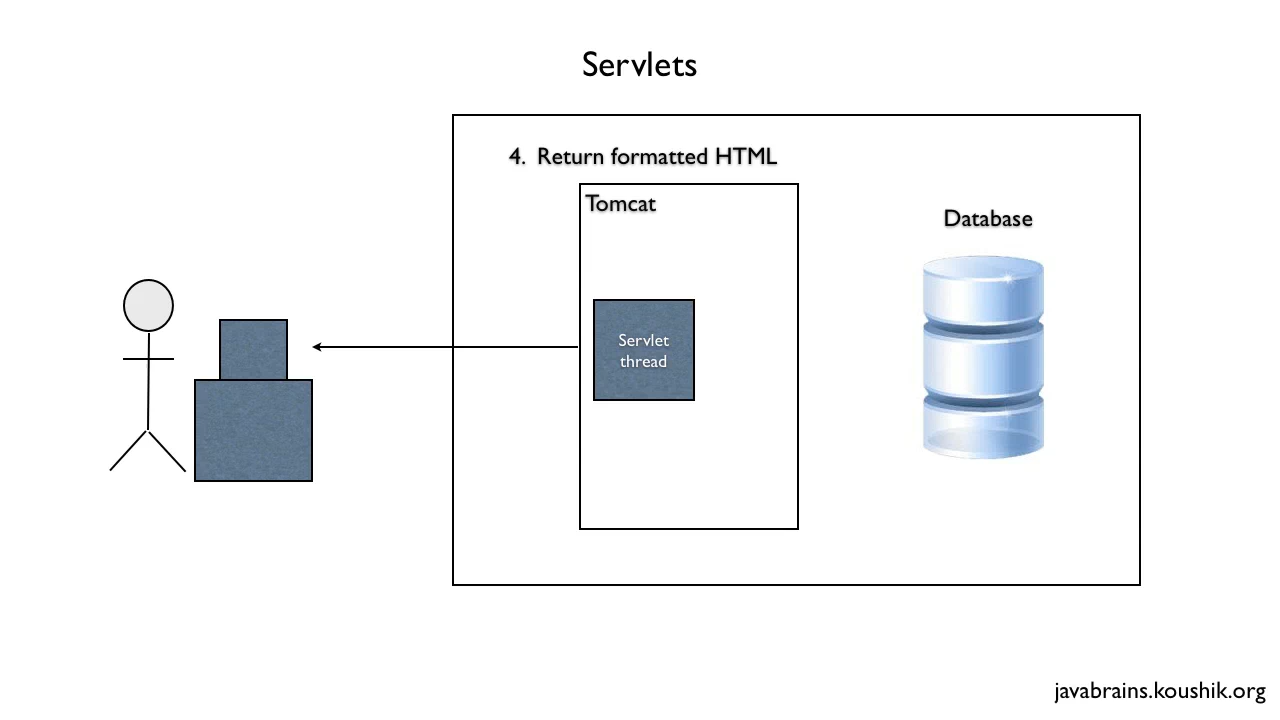 Servlets
4. Return formatted HTML
Tomcat
Database
Servlet
thread
javabrains.koushik.org